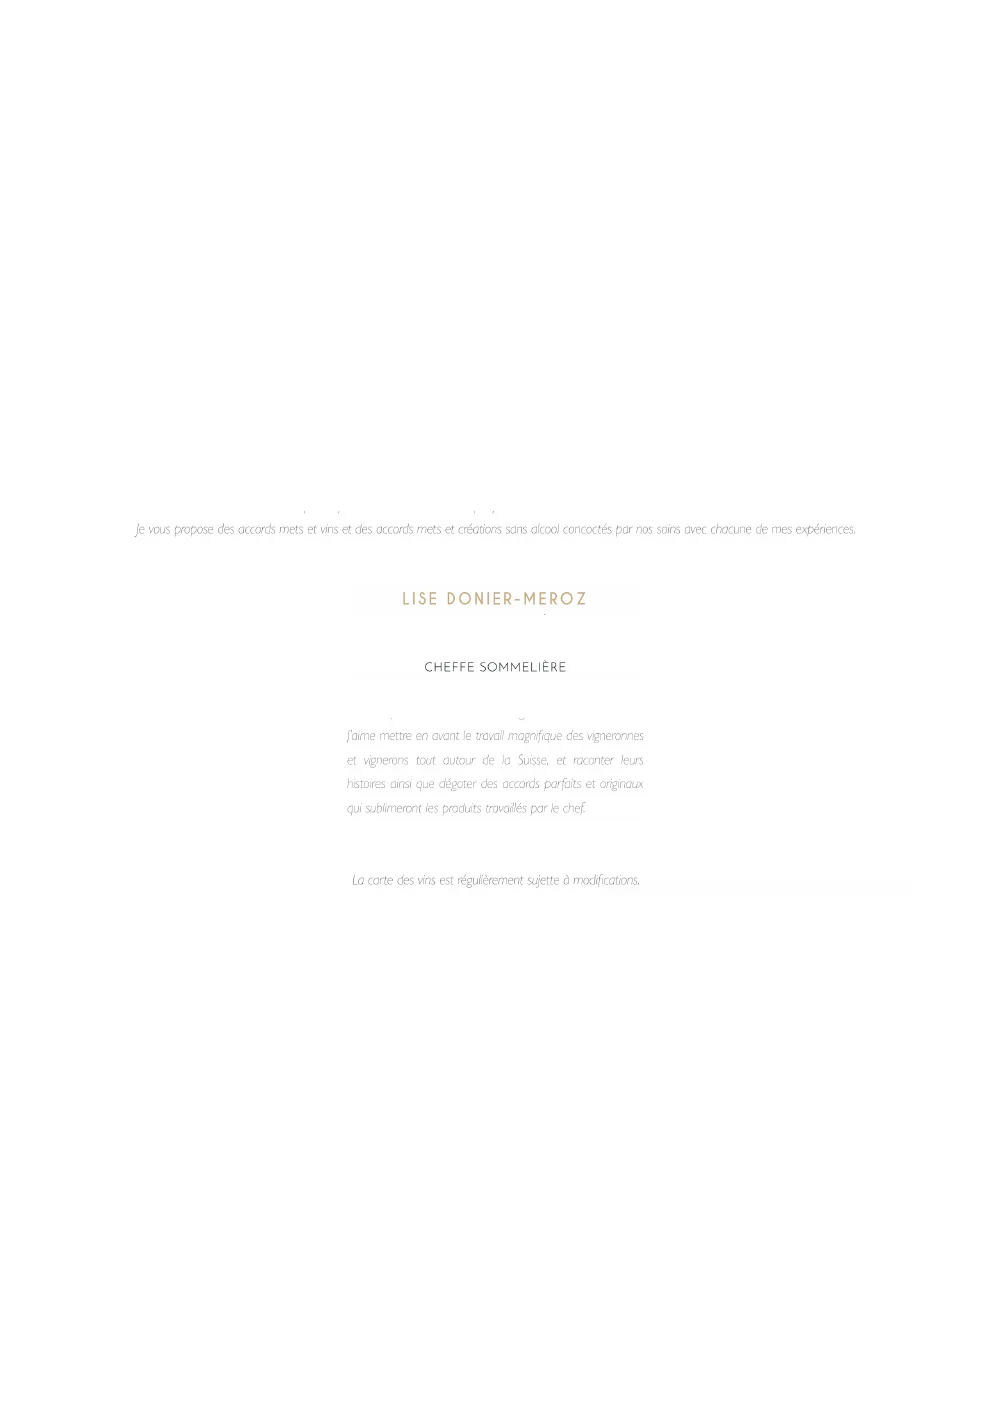 Je vous propose des accords mets et vins et des accords mets et créations sans alcool concoctés par nos soins avec chacune de mes expériences.
LISE DONIER-MEROZ
CHEFFE SOMMELIÈRE
J'aime mettre en avant le travail magnifique des vigneronnes
et vignerons tout autour de la Suisse, et raconter leurs
histoires ainsi que dégoter des accords parfaits et originaux
qui sublimeront les produits travaillés par le chef.
La carte des vins est régulièrement sujette à modifications.